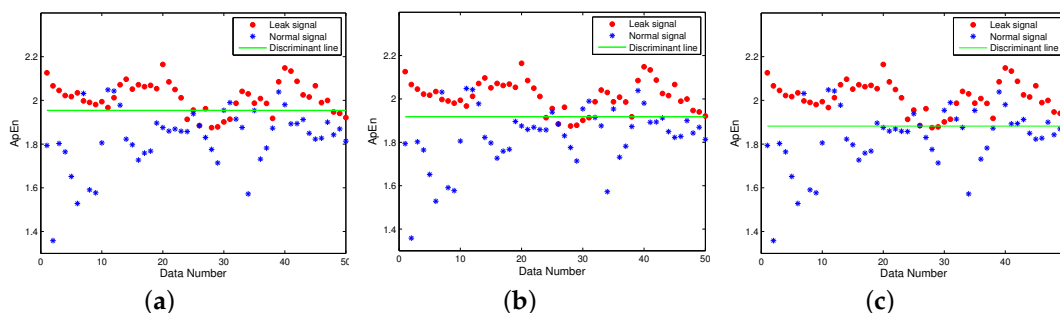 Leak signal
Normal signal
Discriminant line
2.2
2
1.8
1.6
1.4
ApEn
0
10
20
30
40
50
Data Number
(a)
Leak signal
Normal signal
Discriminant line
2.2
2
1.8
1.6
1.4
ApEn
0
10
20
30
40
50
Data Number
(b)
Leak signal
Normal signal
Discriminant line
2.2
2
1.8
1.6
1.4
ApEn
0
10
20
30
40
50
Data Number
(c)